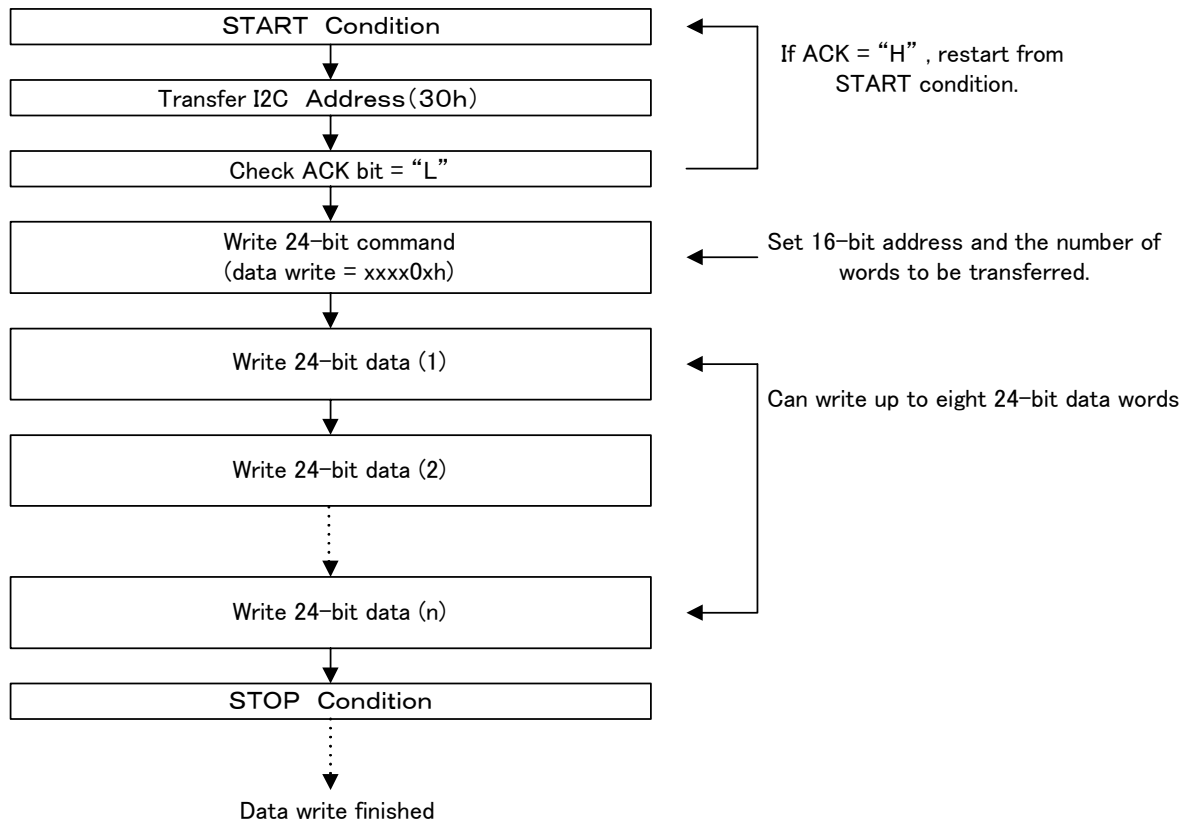 START Condition
If ACK = “H” , restart from
START condition.
Transfer I2C Address(30h)
Check ACK bit = “L”
Write 24-bit command
(data write = xxxx0xh)
Set 16-bit address and the number of
words to be transferred.
Write 24-bit data (1)
Can write up to eight 24-bit data words
Write 24-bit data (2)
Write 24-bit data (n)
STOP Condition
Data write finished